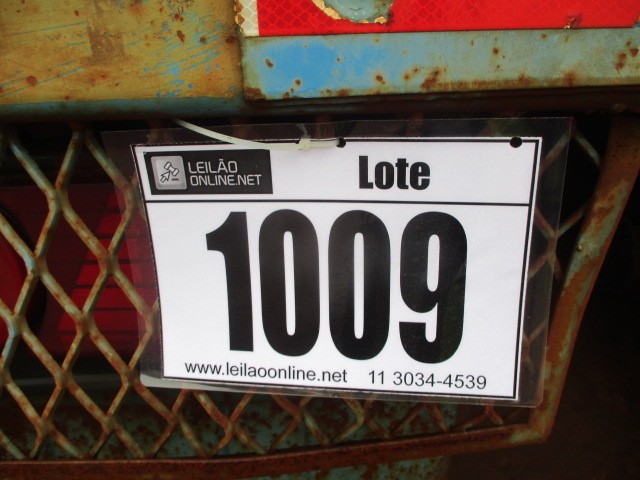 LEILÃO
ONLINE.NET
Lote
1009
www.leilaoonline.net 11 3034-4539